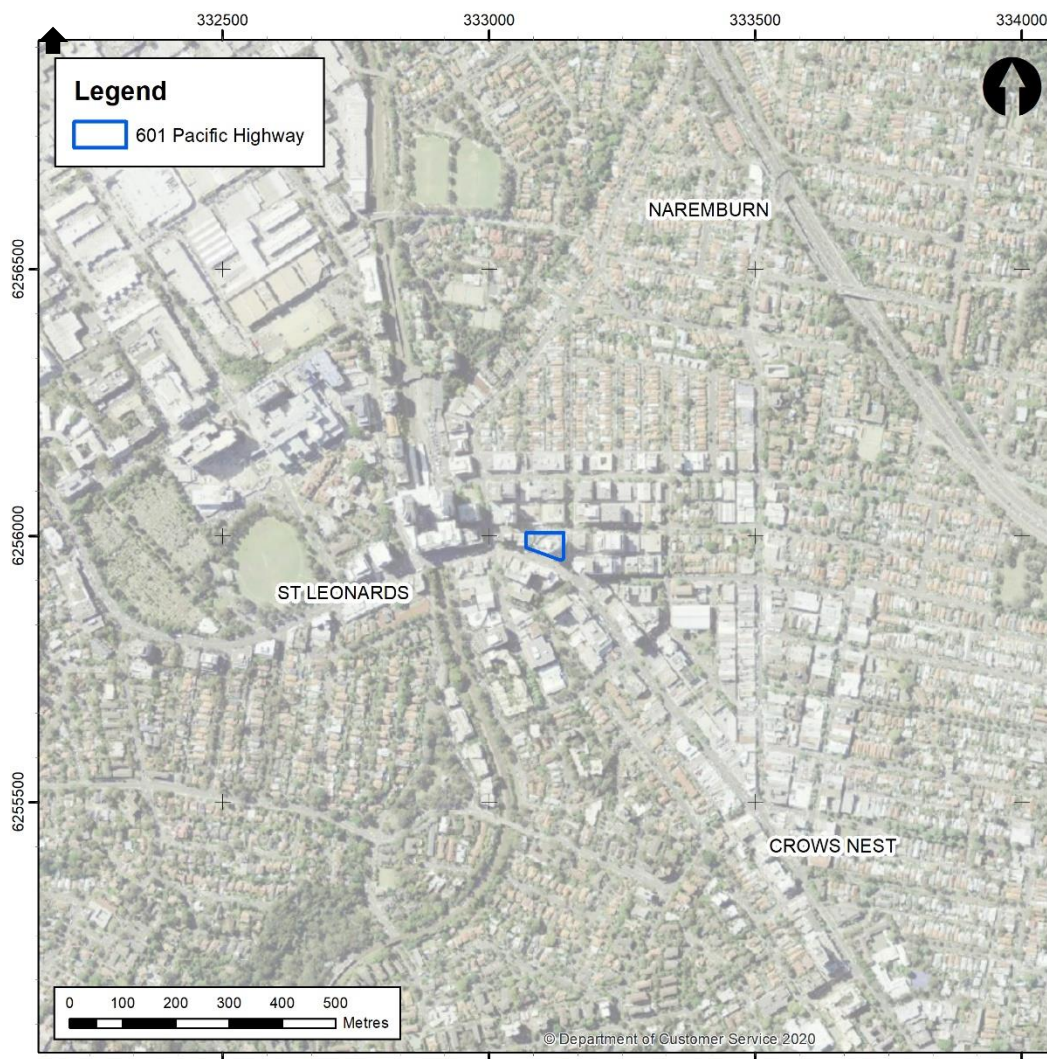 332500 333000 333500 334000
Legend
601 Pacific Highway
NAREMBURN
6256500
6256000
ST LEONARDS
6255500
CROWS NEST
0 100 200 300 400 500
Metres
© Department of Customer Service 2020